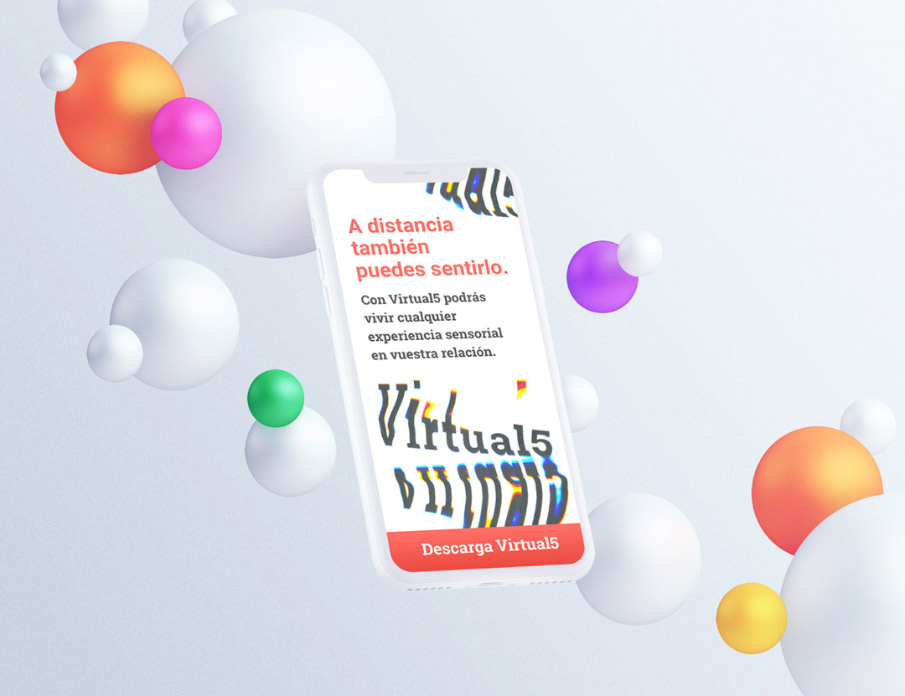 A distancia
también
puedes sentirlo.
Con Virtual5 podrás
vivir cualquier
experiencia sensorial
en vuestra relación.
Virtual5
Descarga Virtual5